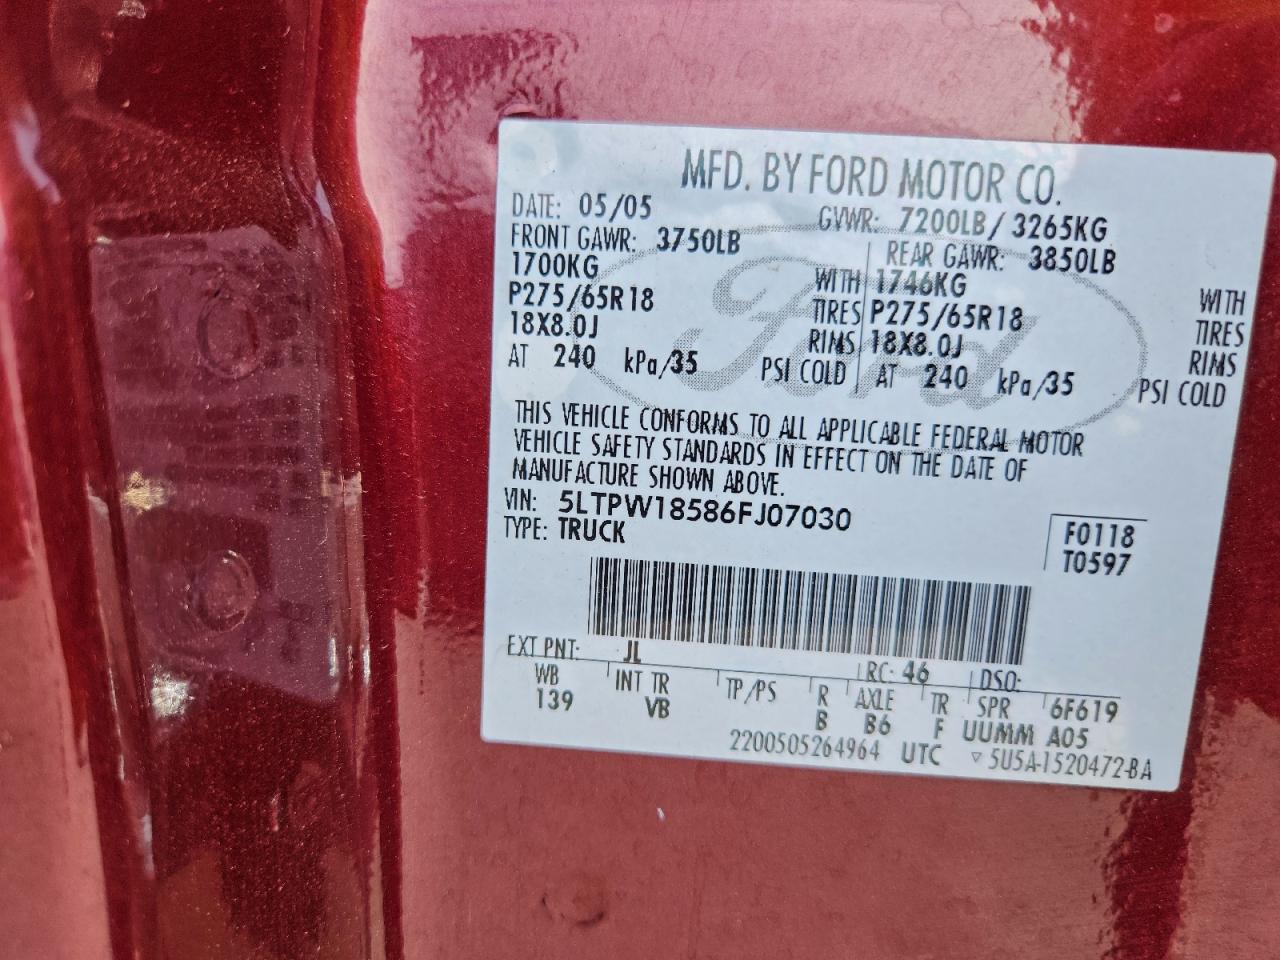 MFD. BY FORD MOTOR CO.
DATE: 05/05 GVWR: 7200LB / 3265KG
FRONT GAWR: 3750LB REAR GAWR: 3850LB
1700KG WITH 1746KG WITH
P275/65R18 TIRES P275/65R18 TIRES
18X8.0J RIMS 18X8.0J RIMS
AT 240 kPa/35 PSI COLD AT 240 kPa/35 PSI COLD
Ford
THIS VEHICLE CONFORMS TO ALL APPLICABLE FEDERAL MOTOR
VEHICLE SAFETY STANDARDS IN EFFECT ON THE DATE OF
MANUFACTURE SHOWN ABOVE.
VIN: 5LTPW18586FJ07030
TYPE: TRUCK
F0118
T0597
EXT PNT: JL RC: 46 DSO:
WB INT TR TP/PS R AXLE TR SPR 6F619
139 VB B B6 F UUMM A05
2200505264964 UTC ▽ 5U5A-1520472-BA